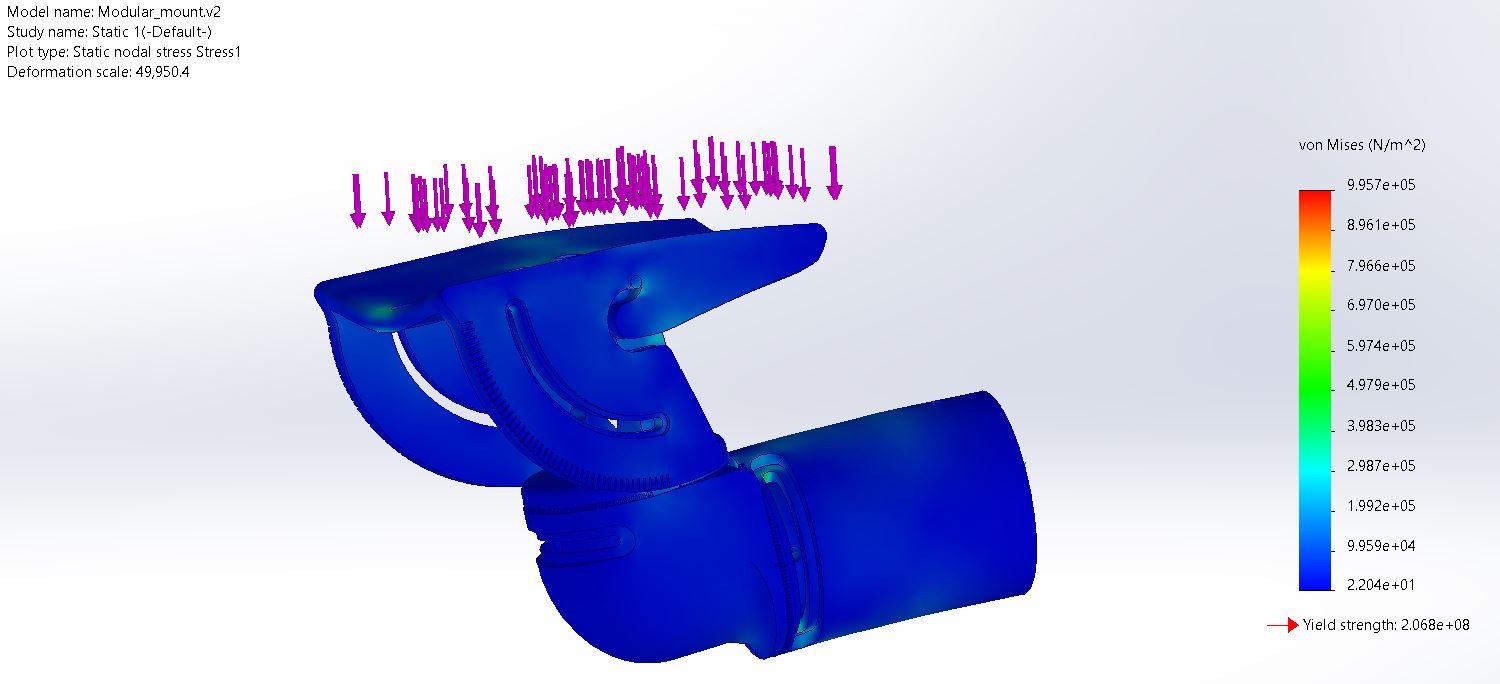 Model name: Modular_mount.v2
Study name: Static 1(-Default-)
Plot type: Static nodal stress Stress1
Deformation scale: 49,950.4
von Mises (N/m^2)
9.957e+05
8.961e+05
7.966e+05
6.970e+05
5.974e+05
4.979e+05
3.983e+05
2.987e+05
1.992e+05
9.959e+04
2.204e+01
Yield strength: 2.068e+08